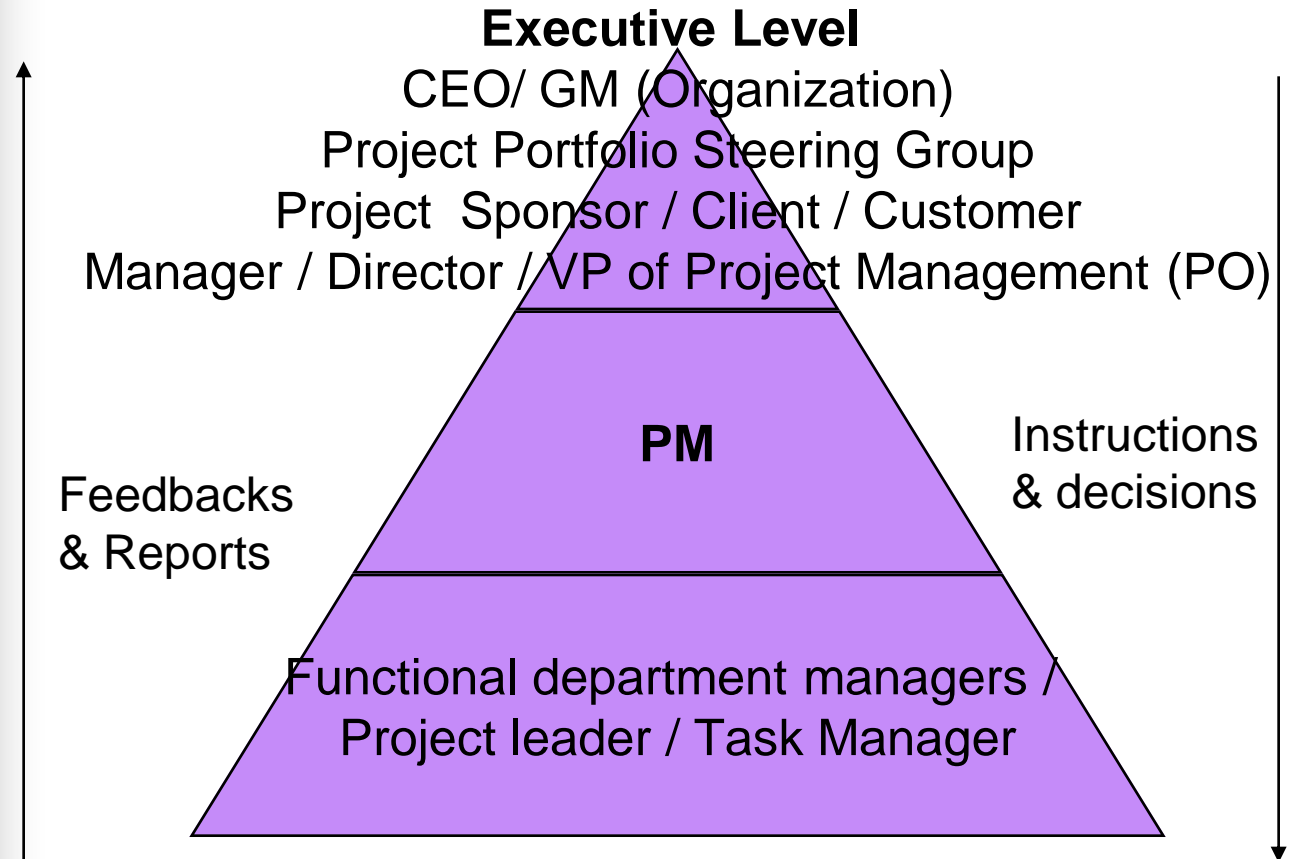 Executive Level
CEO/ GM (Organization)
Project Portfolio Steering Group
Project Sponsor / Client / Customer
Manager / Director / VP of Project Management (PO)
PM
Instructions
& decisions
Feedbacks
& Reports
Functional department managers /
Project leader / Task Manager